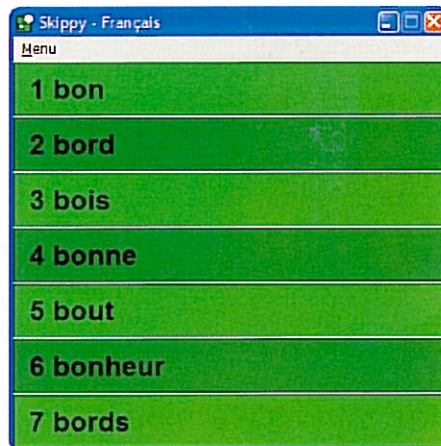 Skippy - Français
Menu
1 bon
2 bord
3 bois
4 bonne
5 bout
6 bonheur
7 bords